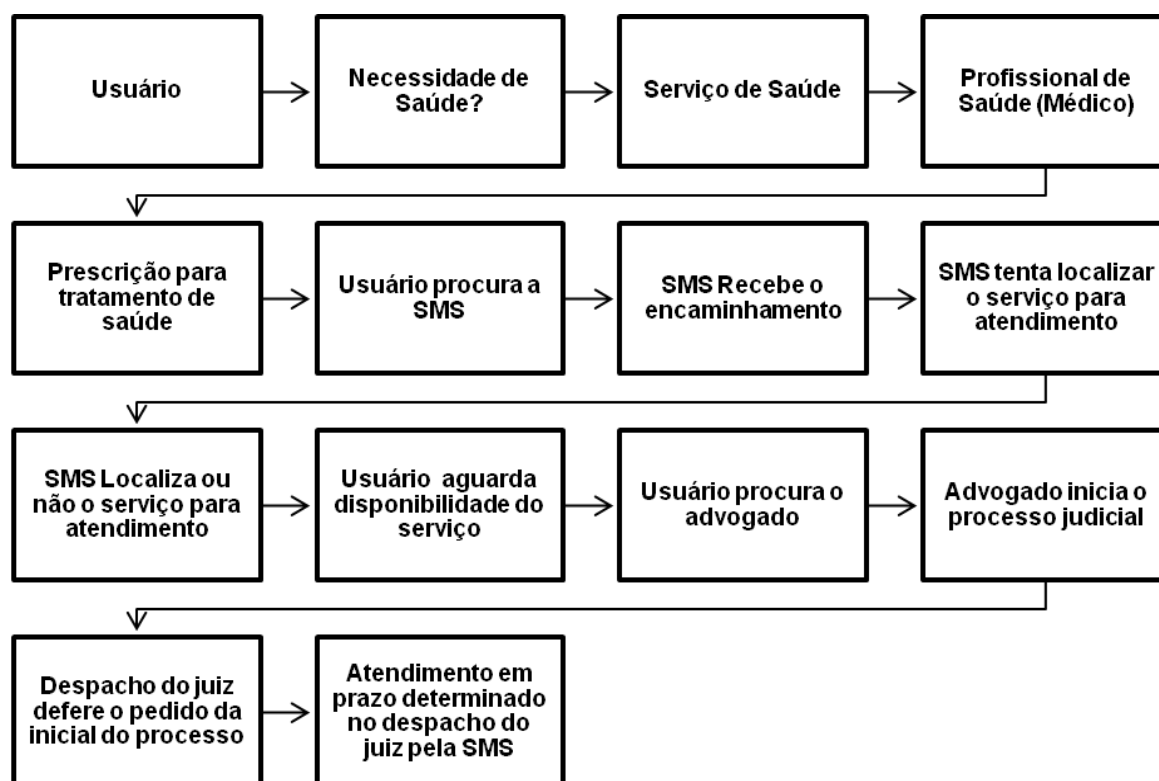 Usuário
Necessidade de
Saúde?
Serviço de Saúde
Profissional de
Saúde (Médico)
Prescrição para
tratamento de
saúde
Usuário procura a
SMS
SMS Recebe o
encaminhamento
SMS tenta localizar
o serviço para
atendimento
SMS Localiza ou
não o serviço para
atendimento
Usuário aguarda
disponibilidade do
serviço
Usuário procura o
advogado
Advogado inicia o
processo judicial
Despacho do juiz
defere o pedido da
inicial do processo
Atendimento em
prazo determinado
no despacho do
juiz pela SMS